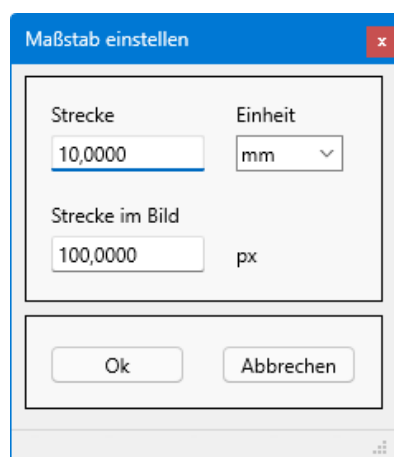 Maßstab einstellen
Strecke Einheit
10,0000 mm
Strecke im Bild
100,0000 px
Ok Abbrechen